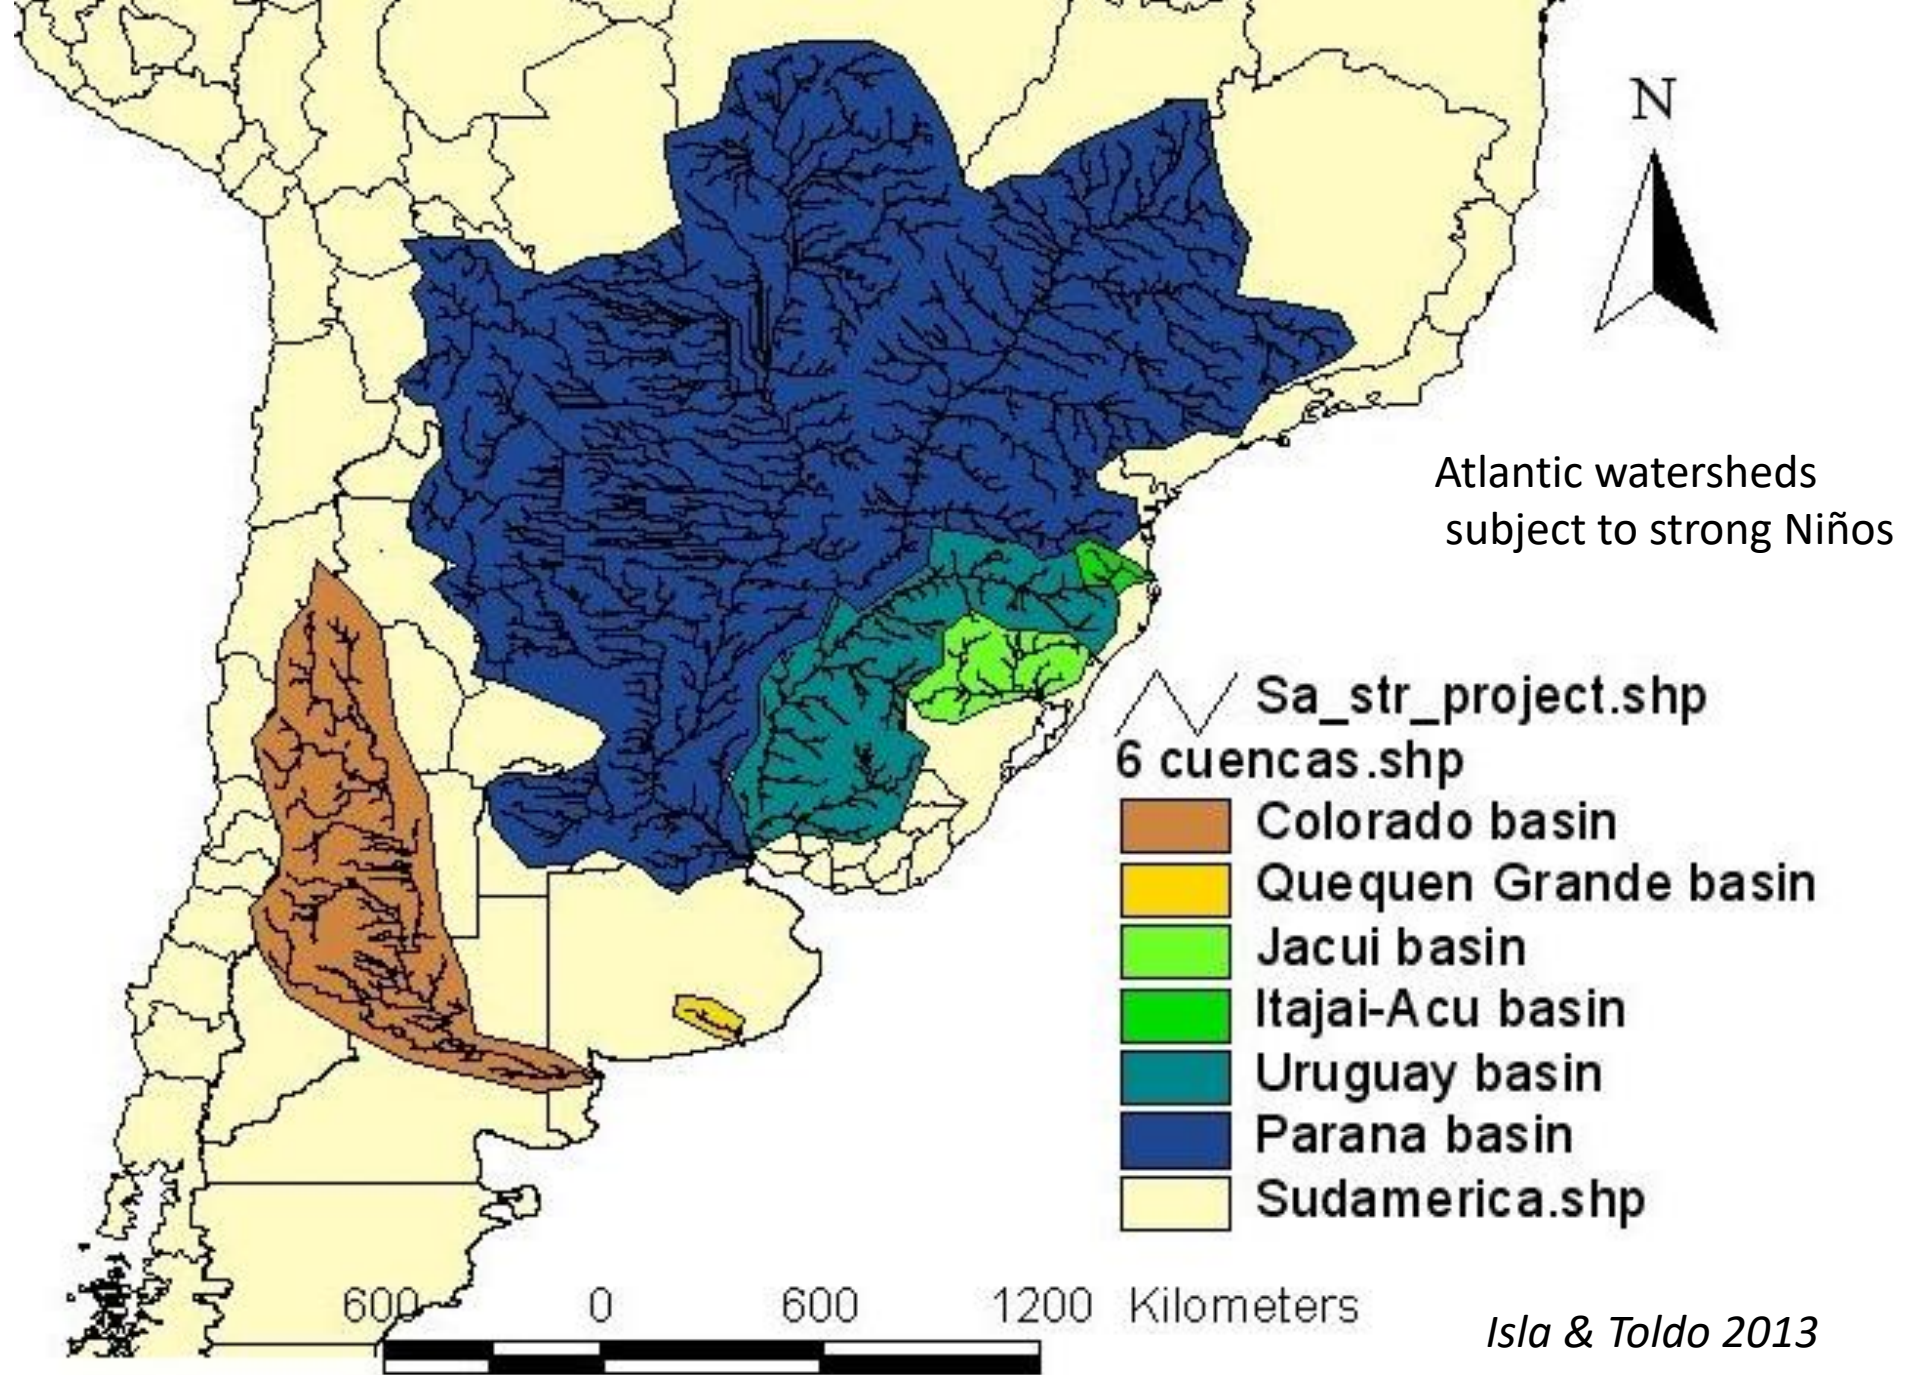 N
Atlantic watersheds
subject to strong Niños
Sa_str_project.shp
6 cuencas.shp
Colorado basin
Quequen Grande basin
Jacui basin
Itajai-Acu basin
Uruguay basin
Parana basin
Sudamerica.shp
600 0 600 1200 Kilometers
Isla & Toldo 2013